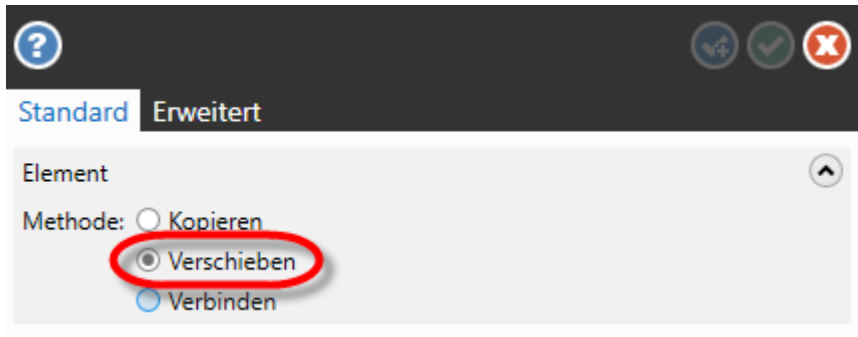 ?
Standard Erweitert
Element
Methode: Kopieren
Verschieben
Verbinden